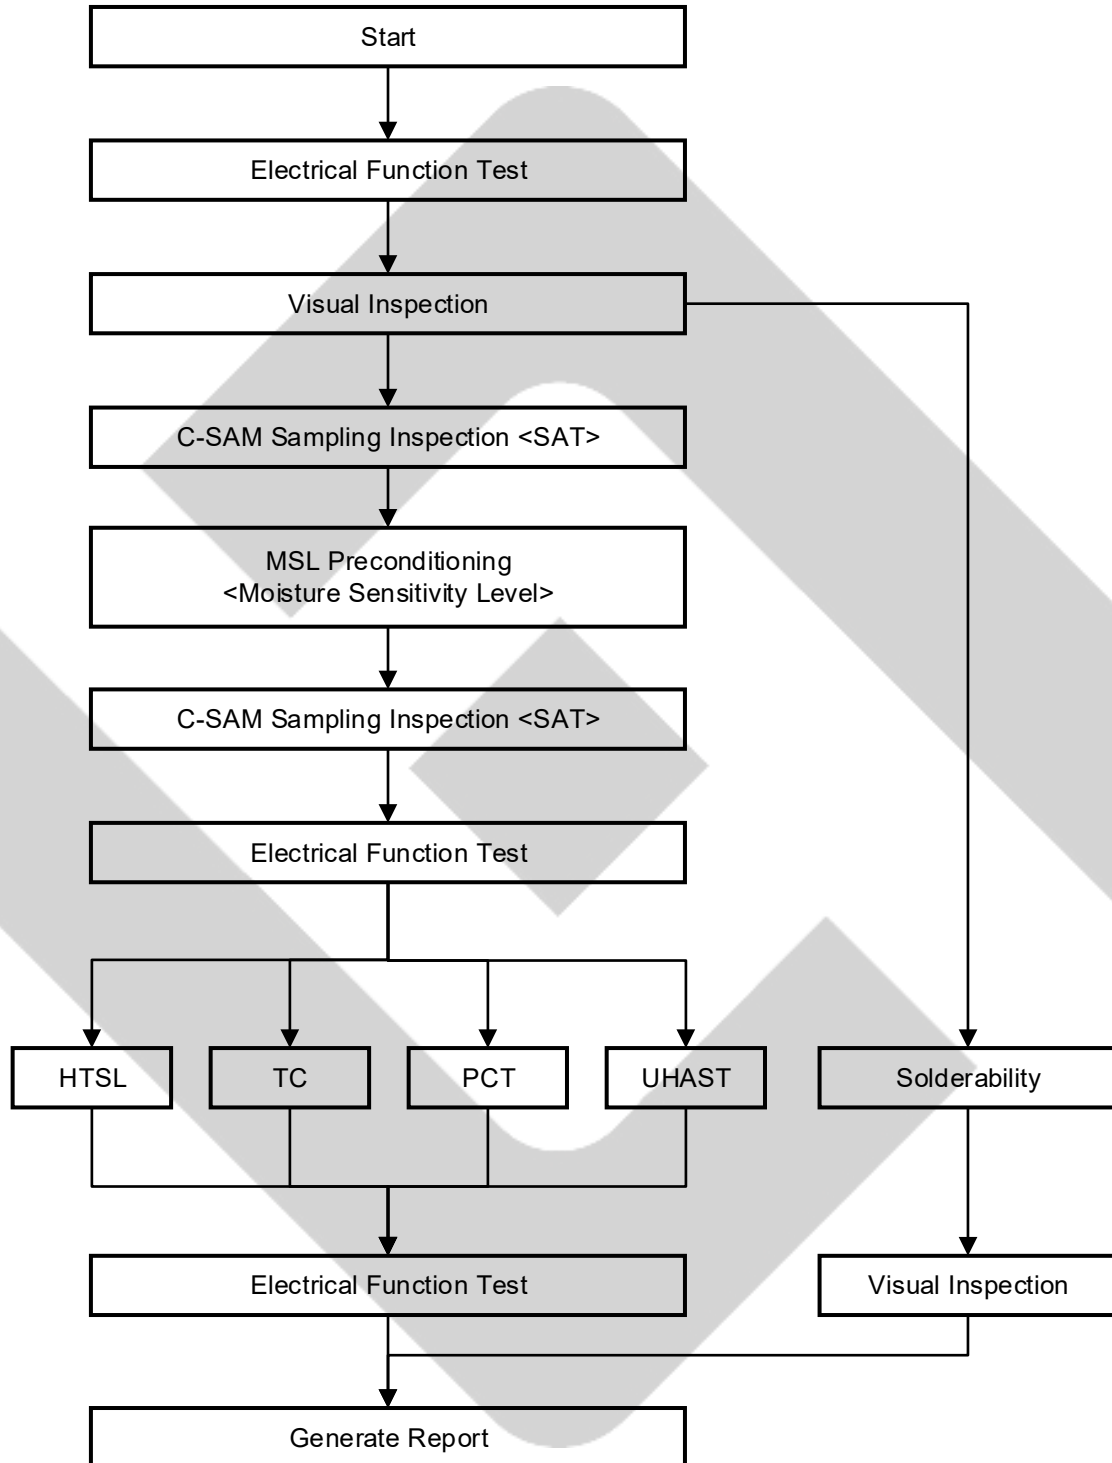 Start
Electrical Function Test
Visual Inspection
C-SAM Sampling Inspection <SAT>
MSL Preconditioning
<Moisture Sensitivity Level>
C-SAM Sampling Inspection <SAT>
Electrical Function Test
HTSL
TC
PCT
UHAST
Solderability
Electrical Function Test
Visual Inspection
Generate Report